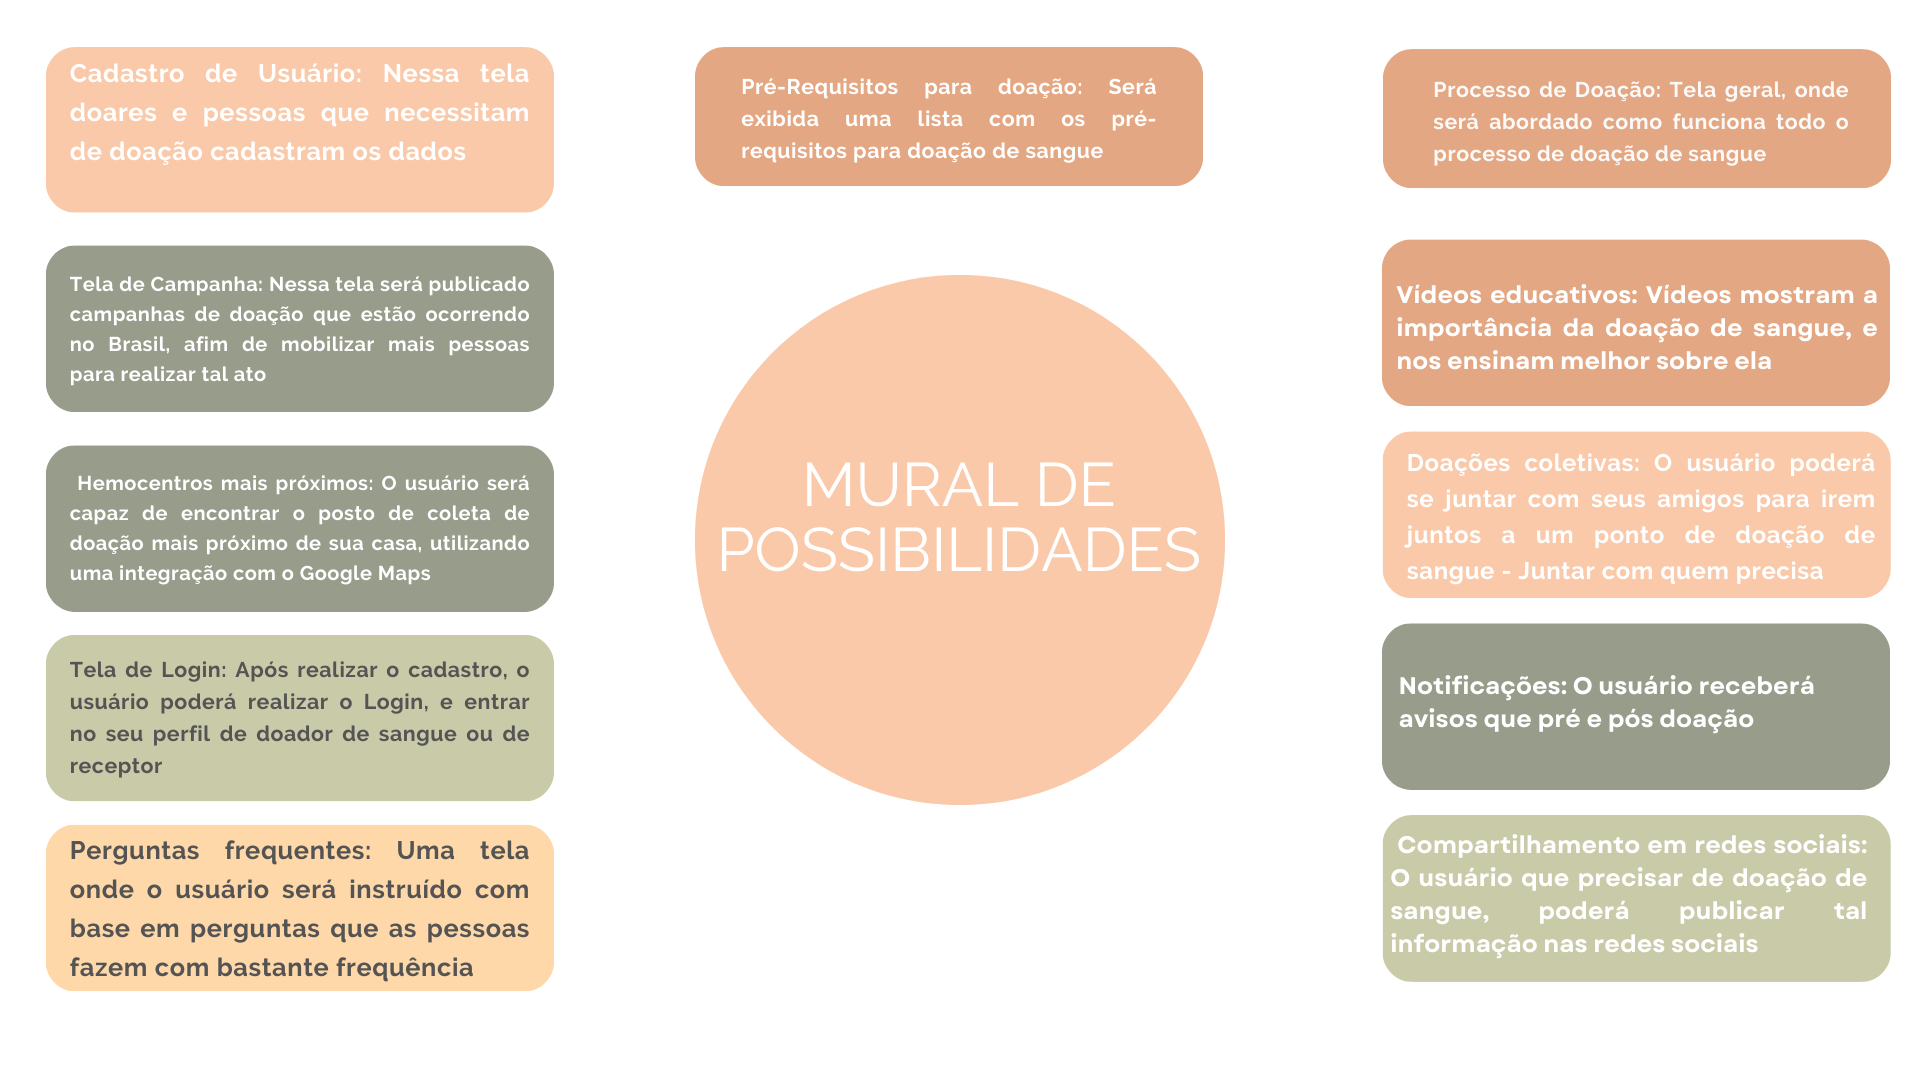 Cadastro de Usuário: Nessa tela
doares e pessoas que necessitam
de doação cadastram os dados
Tela de Campanha: Nessa tela será publicado
campanhas de doação que estão ocorrendo
no Brasil, afim de mobilizar mais pessoas
para realizar tal ato
Hemocentros mais próximos: O usuário será
capaz de encontrar o posto de coleta de
doação mais próximo de sua casa, utilizando
uma integração com o Google Maps
Tela de Login: Após realizar o cadastro, o
usuário poderá realizar o Login, e entrar
no seu perfil de doador de sangue ou de
receptor
Perguntas frequentes: Uma tela
onde o usuário será instruído com
base em perguntas que as pessoas
fazem com bastante frequência
Pré-Requisitos para doação: Será
exibida uma lista com os pré-
requisitos para doação de sangue
MURAL DE
POSSIBILIDADES
Processo de Doação: Tela geral, onde
será abordado como funciona todo o
processo de doação de sangue
Vídeos educativos: Vídeos mostram a
importância da doação de sangue, e
nos ensinam melhor sobre ela
Doações coletivas: O usuário poderá
se juntar com seus amigos para irem
juntos a um ponto de doação de
sangue - Juntar com quem precisa
Notificações: O usuário receberá
avisos que pré e pós doação
Compartilhamento em redes sociais:
O usuário que precisar de doação de
sangue, poderá publicar tal
informação nas redes sociais